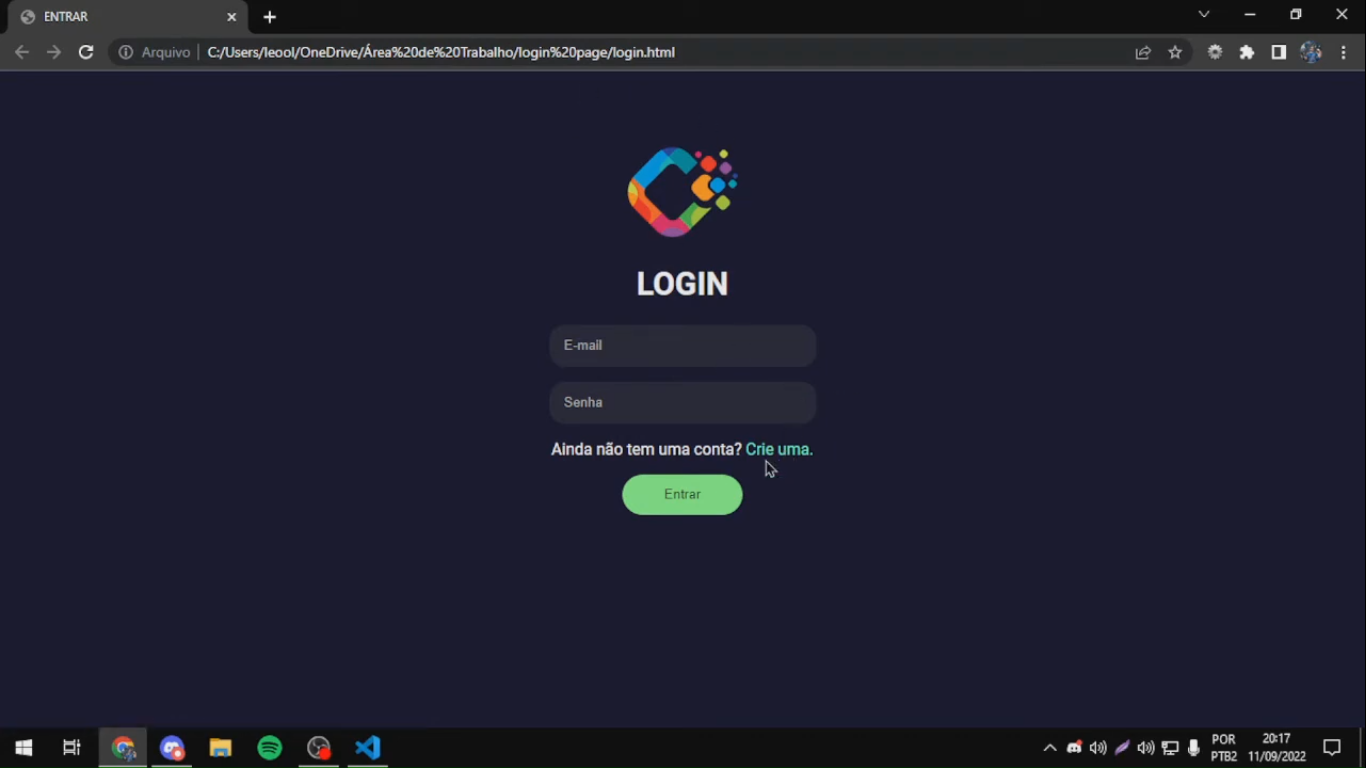 ENTRAR
Arquivo
C:/Users/leool/OneDrive/Área%20de%20Trabalho/login%20page/login.html
LOGIN
E-mail
Senha
Ainda não tem uma conta? Crie uma.
Entrar
POR
PTB2
20:17
11/09/2022